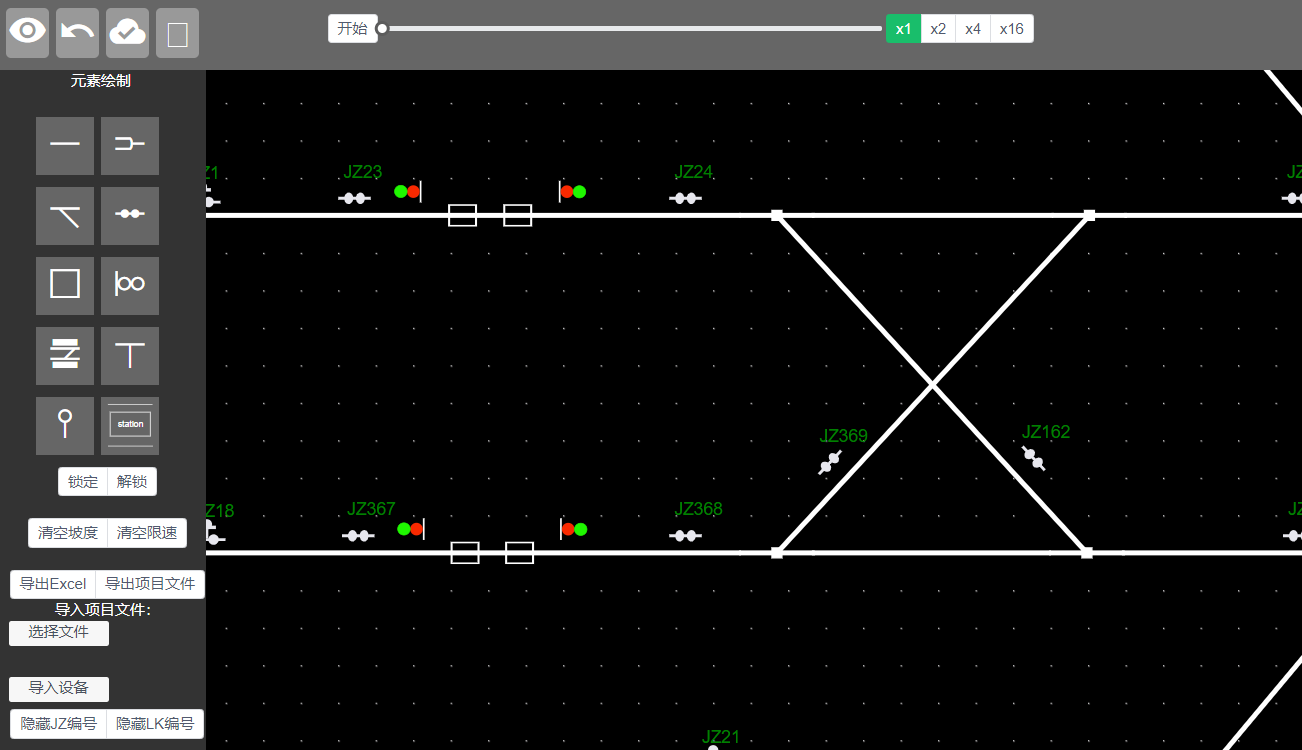 开始
x1
x2
x4
x16
元素绘制
station
锁定
解锁
清空坡度
清空限速
导出Excel
导出项目文件
导入项目文件:
选择文件
导入设备
隐藏JZ编号
隐藏LK编号
Z1
JZ23
JZ24
JZ
JZ369
JZ162
Z18
JZ367
JZ368
JZ
JZ21